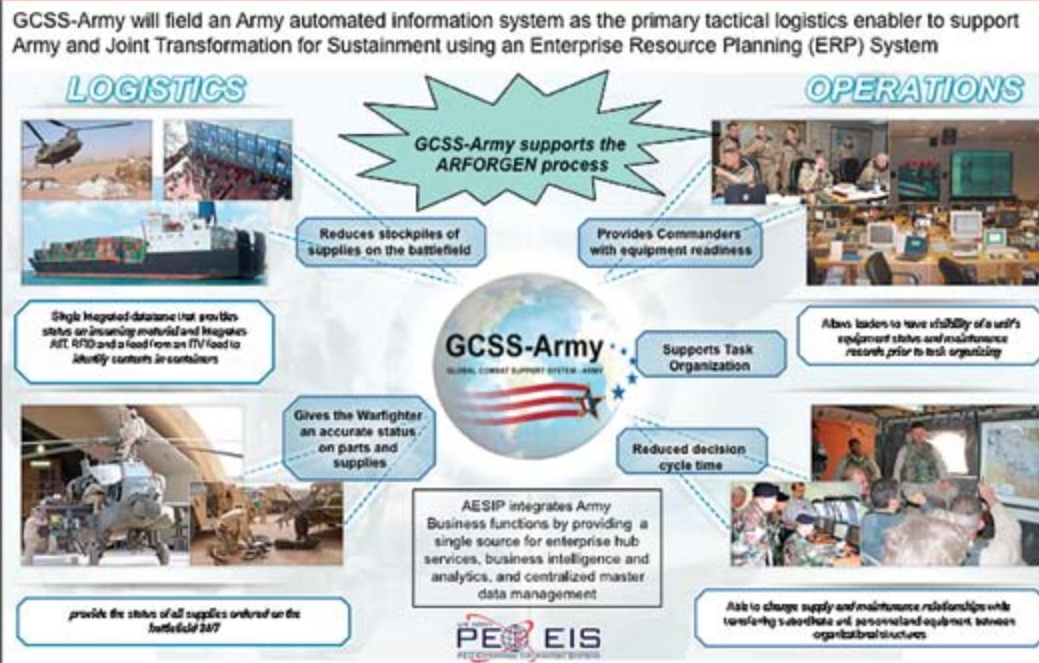 GCSS-Army will field an Army automated information system as the primary tactical logistics enabler to support
Army and Joint Transformation for Sustainment using an Enterprise Resource Planning (ERP) System
LOGISTICS
OPERATIONS
GCSS-Army supports the
ARFORGEN process
Reduces stockpiles of
supplies on the battlefield
Provides Commanders
with equipment readiness
Single integrated database that provides
status on incoming material and integrates
AIT, RFID and a feed from an ITV feed to
identify contents in containers
GCSS-Army
GLOBAL COMBAT SUPPORT SYSTEM - ARMY
Supports Task
Organization
Allows leaders to have visibility of a unit's
equipment status and maintenance
records prior to task organizing
Gives the Warfighter
an accurate status
on parts and
supplies
Reduced decision
cycle time
AESIP integrates Army
Business functions by providing a
single source for enterprise hub
services, business intelligence and
analytics, and centralized master
data management
provide the status of all supplies ordered on the
battlefield 24/7
Able to change supply and maintenance relationships while
transferring subordinate unit personnel and equipment between
organizational structures
PEO EIS